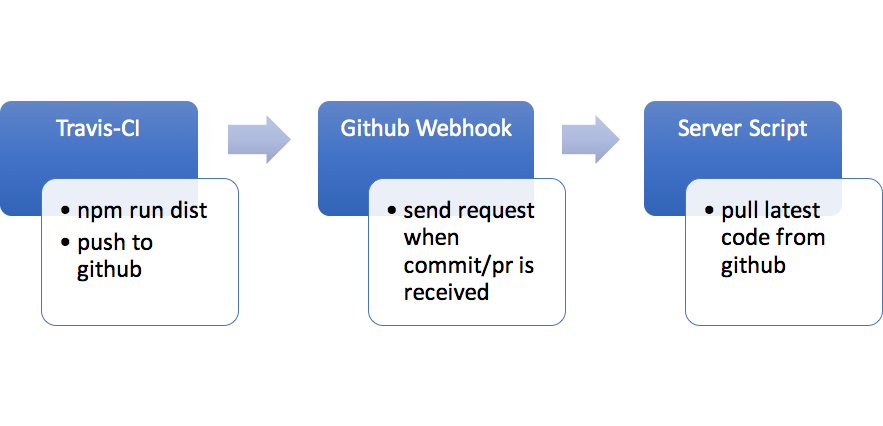 Travis-CI
• npm run dist
• push to
github
Github Webhook
• send request
when
commit/pr is
received
Server Script
• pull latest
code from
github